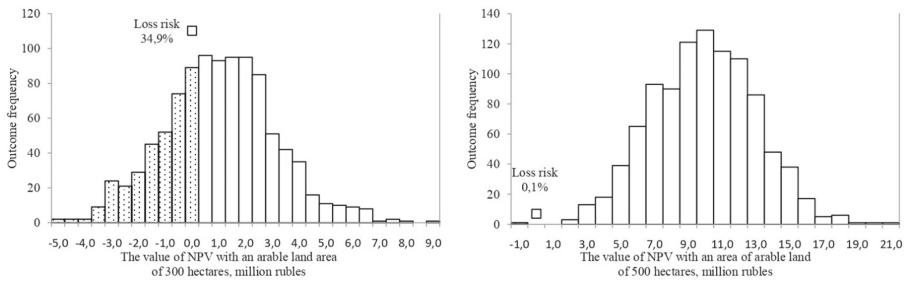 120
100
80
60
40
20
0
Outcome frequency
Loss risk
34,9%
-5,0 -4,0 -3,0 -2,0 -1,0 0,0 1,0 2,0 3,0 4,0 5,0 6,0 7,0 8,0 9,0
The value of NPV with an arable land area
of 300 hectares, million rubles
140
120
100
80
60
40
20
0
Outcome frequency
Loss risk
0,1%
-1,0 1,0 3,0 5,0 7,0 9,0 11,0 13,0 15,0 17,0 19,0 21,0
The value of NPV with an area of arable land
of 500 hectares, million rubles